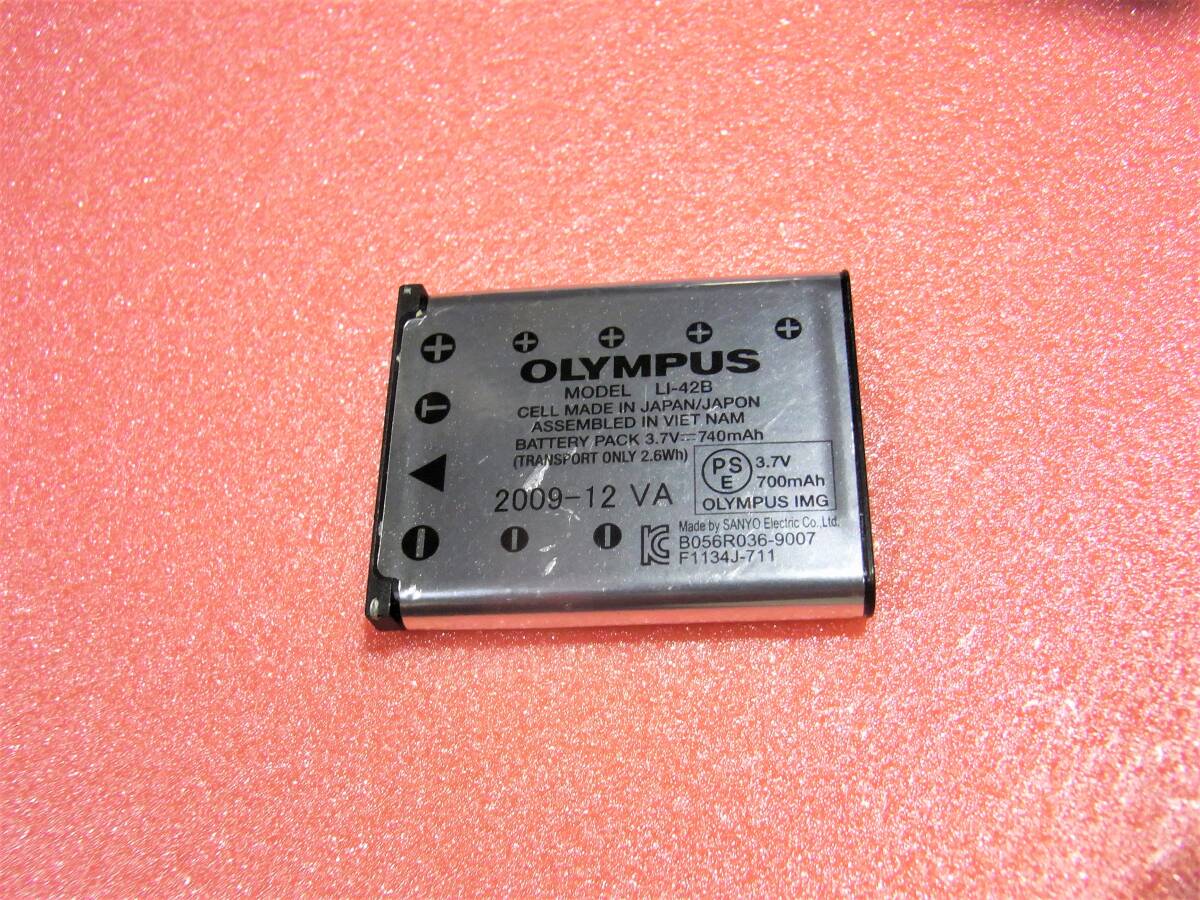 OLYMPUS
MODEL LI-42B
CELL MADE IN JAPAN/JAPON
ASSEMBLED IN VIET NAM
BATTERY PACK 3.7V⎓740mAh
(TRANSPORT ONLY 2.6Wh)
2009-12 VA
PS
E
3.7V
700mAh
OLYMPUS IMG
T
Made by SANYO Electric Co.,Ltd.
B056R036-9007
F1134J-711